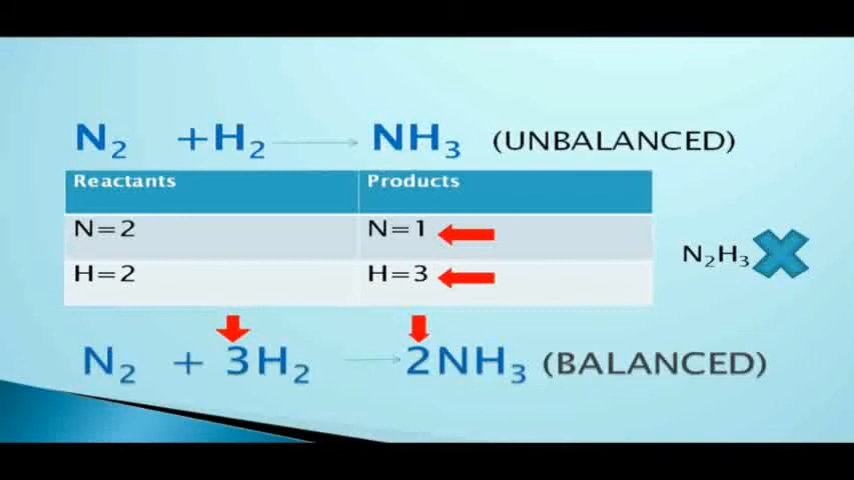 N₂ +H₂ → NH₃ (UNBALANCED)
Reactants Products
N=2 N=1
H=2 H=3
N₂H₃
N₂ + 3H₂ → 2NH₃ (BALANCED)